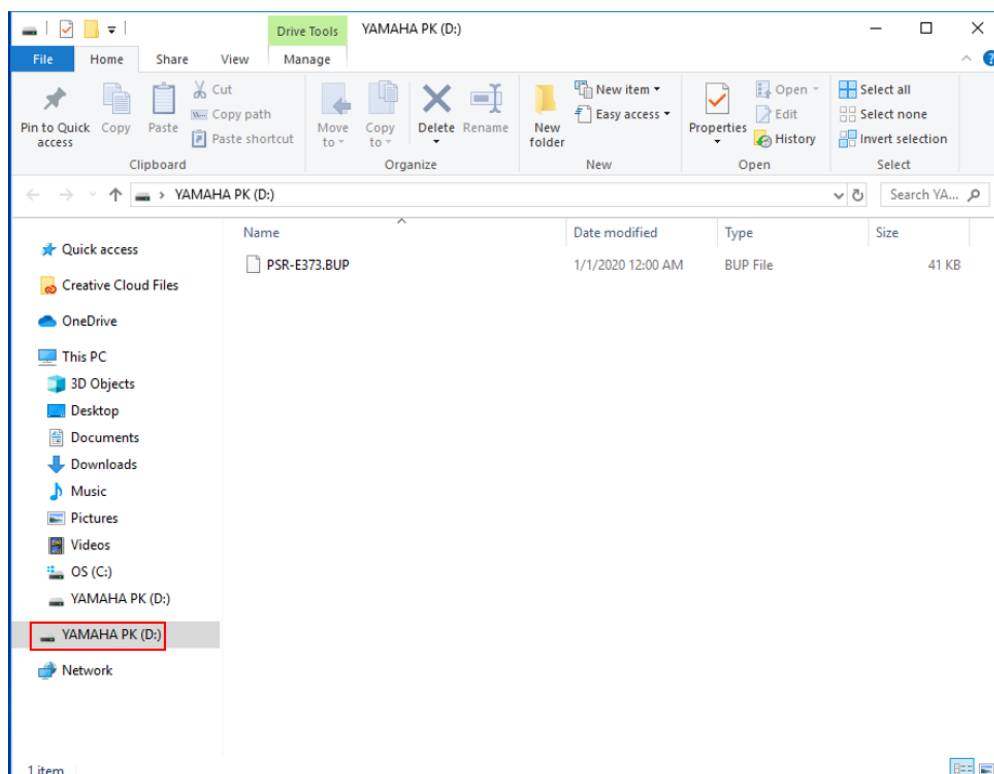 Drive Tools YAMAHA PK (D:)
File Home Share View Manage
Pin to Quick access
Copy
Paste
Cut
Copy path
Paste shortcut
Clipboard
Move to
Copy to
Delete
Rename
Organize
New folder
New item
Easy access
New
Properties
Open
Edit
History
Open
Select all
Select none
Invert selection
Select
YAMAHA PK (D:) Search YA...
Name Date modified Type Size
PSR-E373.BUP 1/1/2020 12:00 AM BUP File 41 KB
Quick access
Creative Cloud Files
OneDrive
This PC
3D Objects
Desktop
Documents
Downloads
Music
Pictures
Videos
OS (C:)
YAMAHA PK (D:)
YAMAHA PK (D:)
Network
1 item